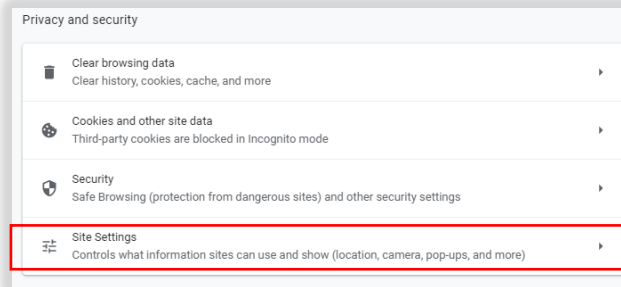 Privacy and security
Clear browsing data
Clear history, cookies, cache, and more
Cookies and other site data
Third-party cookies are blocked in Incognito mode
Security
Safe Browsing (protection from dangerous sites) and other security settings
Site Settings
Controls what information sites can use and show (location, camera, pop-ups, and more)